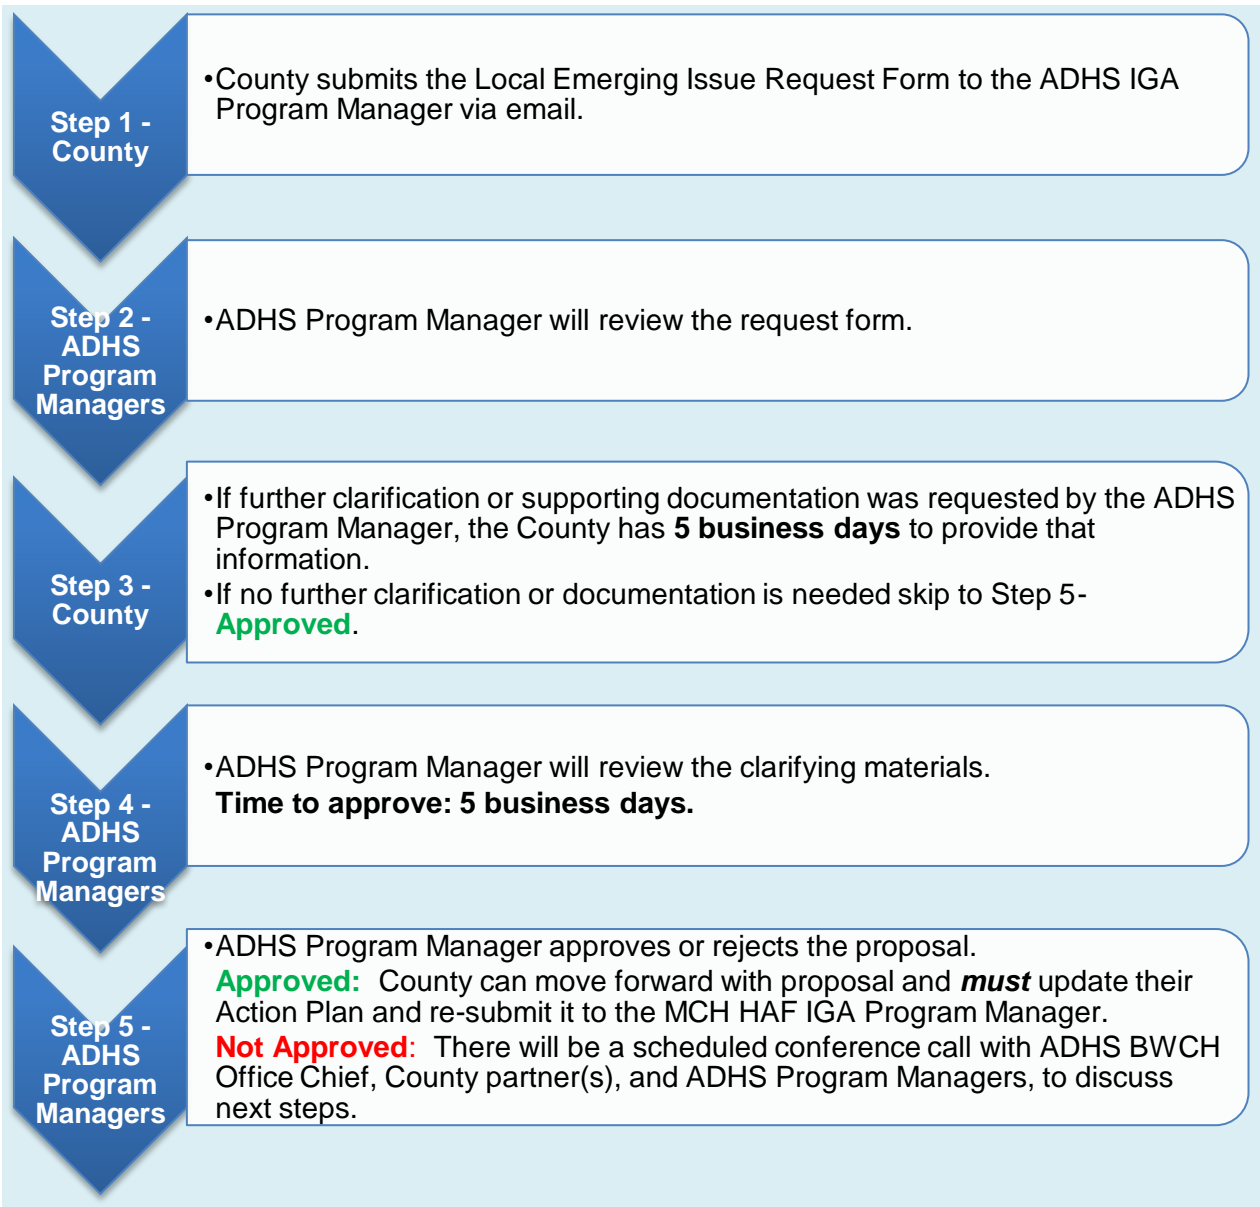 Step 1 -
County
•County submits the Local Emerging Issue Request Form to the ADHS IGA
Program Manager via email.
Step 2 -
ADHS
Program
Managers
•ADHS Program Manager will review the request form.
Step 3 -
County
•If further clarification or supporting documentation was requested by the ADHS
Program Manager, the County has 5 business days to provide that
information.
•If no further clarification or documentation is needed skip to Step 5-
Approved.
Step 4 -
ADHS
Program
Managers
•ADHS Program Manager will review the clarifying materials.
Time to approve: 5 business days.
Step 5 -
ADHS
Program
Managers
•ADHS Program Manager approves or rejects the proposal.
Approved: County can move forward with proposal and must update their
Action Plan and re-submit it to the MCH HAF IGA Program Manager.
Not Approved: There will be a scheduled conference call with ADHS BWCH
Office Chief, County partner(s), and ADHS Program Managers, to discuss
next steps.